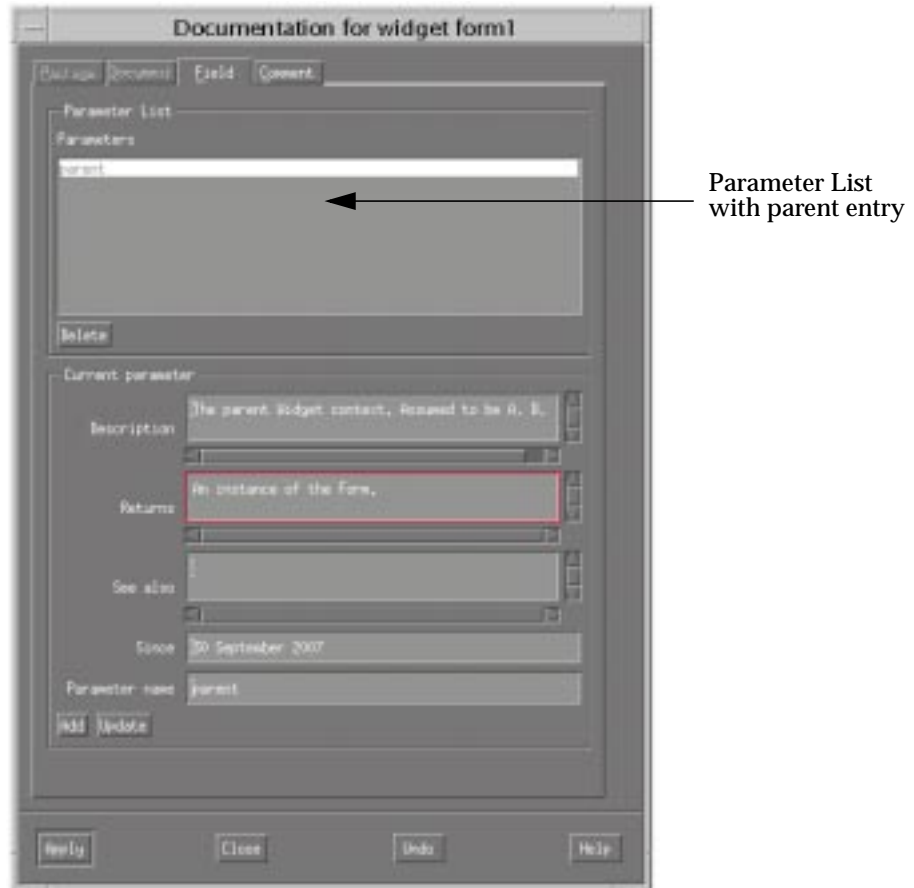 Documentation for widget form1
Package Document Field Comment
Parameter List
Parameters
parent
Parameter List
with parent entry
Delete
Current parameter
Description
The parent Widget context. Assumed to be
Returns
An instance of the Form.
See also
Since
30 September 2007
Parameter name
parent
Add Update
Apply Close Undo Help